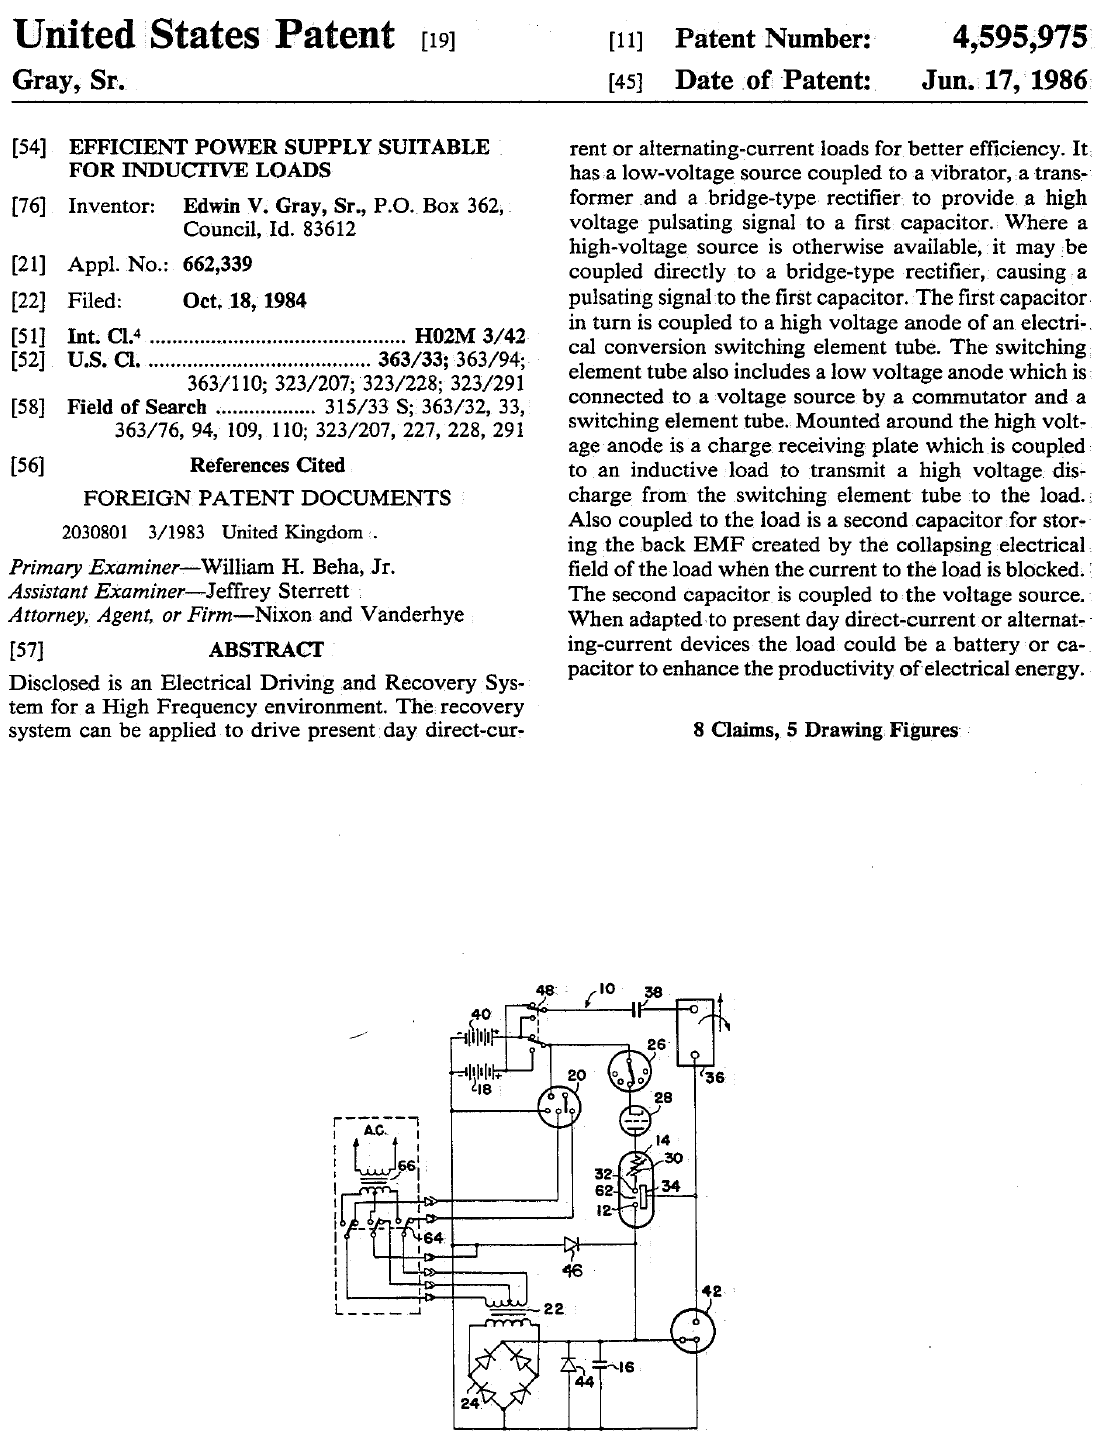 United States Patent [19]
Gray, Sr.
[11] Patent Number: 4,595,975
[45] Date of Patent: Jun. 17, 1986
[54] EFFICIENT POWER SUPPLY SUITABLE
FOR INDUCTIVE LOADS
[76] Inventor: Edwin V. Gray, Sr., P.O. Box 362,
Council, Id. 83612
[21] Appl. No.: 662,339
[22] Filed: Oct. 18, 1984
[51] Int. Cl.⁴ .......................................... H02M 3/42
[52] U.S. Cl. ...................................... 363/33; 363/94;
363/110; 323/207; 323/228; 323/291
[58] Field of Search .................. 315/33 S; 363/32, 33,
363/76, 94, 109, 110; 323/207, 227, 228, 291
[56] References Cited
FOREIGN PATENT DOCUMENTS
2030801 3/1983 United Kingdom .
Primary Examiner—William H. Beha, Jr.
Assistant Examiner—Jeffrey Sterrett
Attorney, Agent, or Firm—Nixon and Vanderhye
[57] ABSTRACT
Disclosed is an Electrical Driving and Recovery Sys-
tem for a High Frequency environment. The recovery
system can be applied to drive present day direct-cur-
rent or alternating-current loads for better efficiency. It
has a low-voltage source coupled to a vibrator, a trans-
former and a bridge-type rectifier to provide a high
voltage pulsating signal to a first capacitor. Where a
high-voltage source is otherwise available, it may be
coupled directly to a bridge-type rectifier, causing a
pulsating signal to the first capacitor. The first capacitor
in turn is coupled to a high voltage anode of an electri-
cal conversion switching element tube. The switching
element tube also includes a low voltage anode which is
connected to a voltage source by a commutator and a
switching element tube. Mounted around the high volt-
age anode is a charge receiving plate which is coupled
to an inductive load to transmit a high voltage dis-
charge from the switching element tube to the load.
Also coupled to the load is a second capacitor for stor-
ing the back EMF created by the collapsing electrical
field of the load when the current to the load is blocked.
The second capacitor is coupled to the voltage source.
When adapted to present day direct-current or alternat-
ing-current devices the load could be a battery or ca-
pacitor to enhance the productivity of electrical energy.
8 Claims, 5 Drawing Figures
48
10
38
40
- +
26
36
- 18 +
20
28
A.C.
14
66
30
32
34
62
12
64
46
42
22
16
44
24